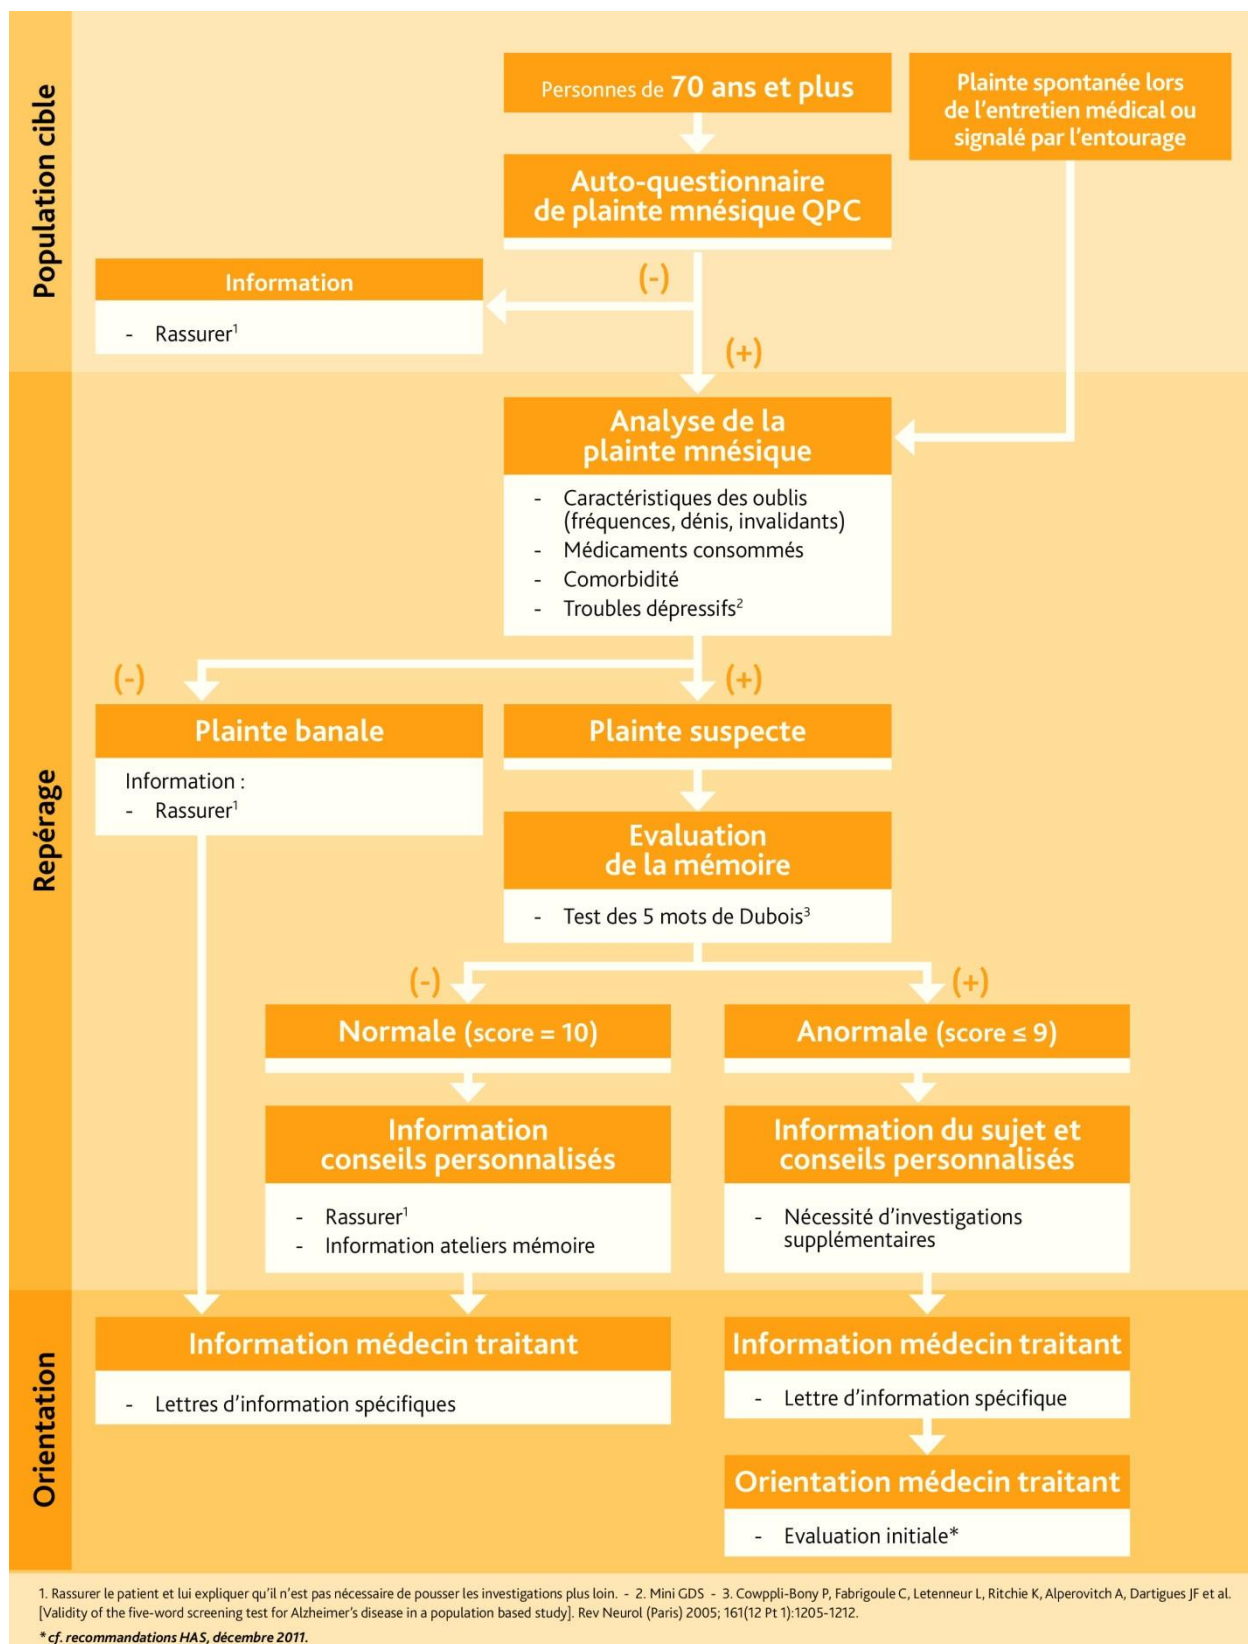 Population cible
Personnes de 70 ans et plus
Plainte spontanée lors
de l'entretien médical ou
signalé par l'entourage
Auto-questionnaire
de plainte mnésique QPC
(-)
Information
- Rassurer1
(+)
Repérage
Analyse de la
plainte mnésique
- Caractéristiques des oublis
(fréquences, dénis, invalidants)
- Médicaments consommés
- Comorbidité
- Troubles dépressifs2
(-)
(+)
Plainte banale
Information :
- Rassurer1
Plainte suspecte
Evaluation
de la mémoire
- Test des 5 mots de Dubois3
(-)
(+)
Normale (score = 10)
Anormale (score ≤ 9)
Information
conseils personnalisés
- Rassurer1
- Information ateliers mémoire
Information du sujet et
conseils personnalisés
- Nécessité d'investigations
supplémentaires
Orientation
Information médecin traitant
- Lettres d'information spécifiques
Information médecin traitant
- Lettre d'information spécifique
Orientation médecin traitant
- Evaluation initiale*
1. Rassurer le patient et lui expliquer qu'il n'est pas nécessaire de pousser les investigations plus loin. - 2. Mini GDS - 3. Cowppli-Bony P, Fabrigoule C, Letenneur L, Ritchie K, Alperovitch A, Dartigues JF et al.
[Validity of the five-word screening test for Alzheimer's disease in a population based study]. Rev Neurol (Paris) 2005; 161(12 Pt 1):1205-1212.
* cf. recommandations HAS, décembre 2011.